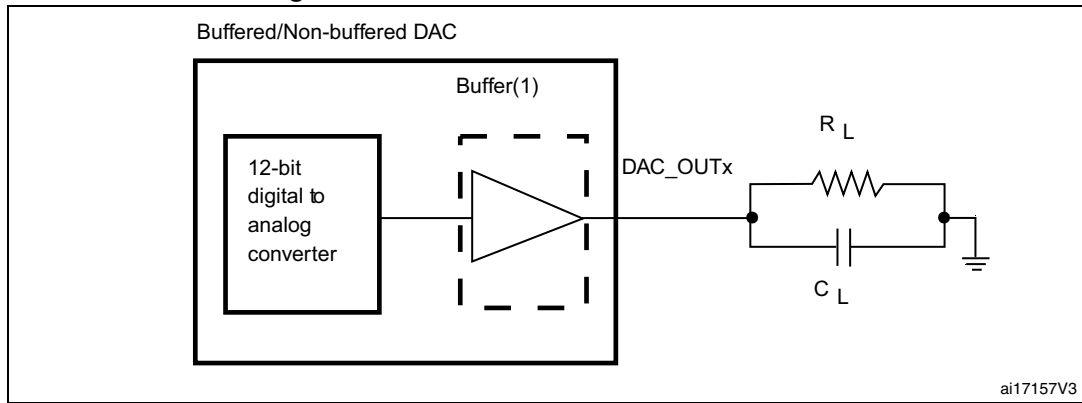 Buffered/Non-buffered DAC
Buffer(1)
12-bit
digital to
analog
converter
DAC_OUTx
R L
C L
ai17157V3